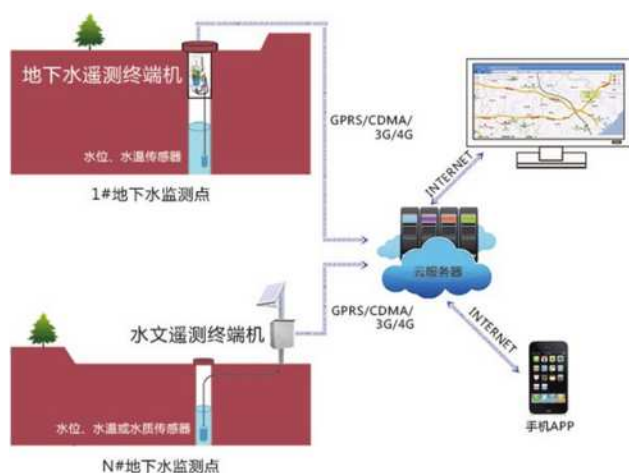 地下水遥测终端机
水位、水温传感器
1#地下水监测点
GPRS/CDMA/
3G/4G
INTERNET
云服务器
水文遥测终端机
GPRS/CDMA/
3G/4G
INTERNET
水位、水温或水质传感器
手机APP
N#地下水监测点